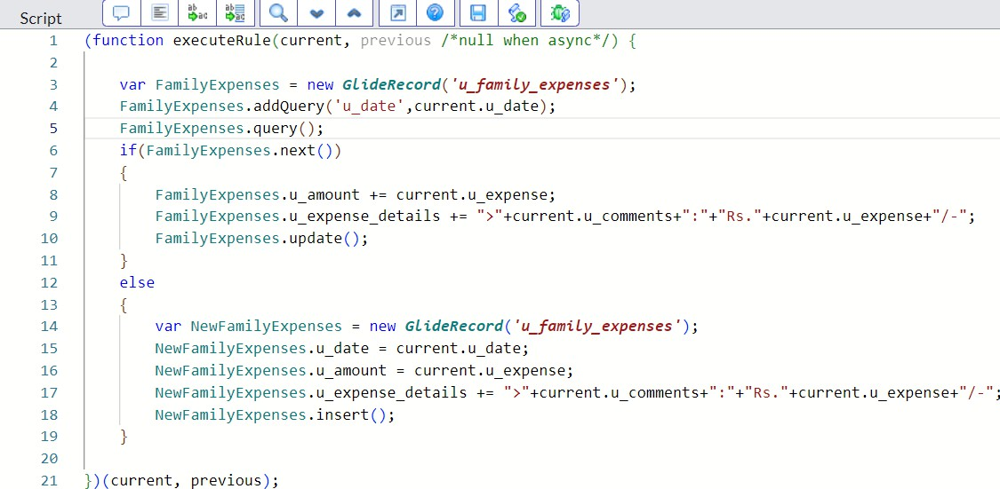 Script
1 (function executeRule(current, previous /*null when async*/) {
2
3 var FamilyExpenses = new GlideRecord('u_family_expenses');
4 FamilyExpenses.addQuery('u_date',current.u_date);
5 FamilyExpenses.query();
6 if(FamilyExpenses.next())
7 {
8 FamilyExpenses.u_amount += current.u_expense;
9 FamilyExpenses.u_expense_details += ">"+current.u_comments+":"+"Rs."+current.u_expense+"/-";
10 FamilyExpenses.update();
11 }
12 else
13 {
14 var NewFamilyExpenses = new GlideRecord('u_family_expenses');
15 NewFamilyExpenses.u_date = current.u_date;
16 NewFamilyExpenses.u_amount = current.u_expense;
17 NewFamilyExpenses.u_expense_details += ">"+current.u_comments+":"+"Rs."+current.u_expense+"/-";
18 NewFamilyExpenses.insert();
19 }
20
21 })(current, previous);